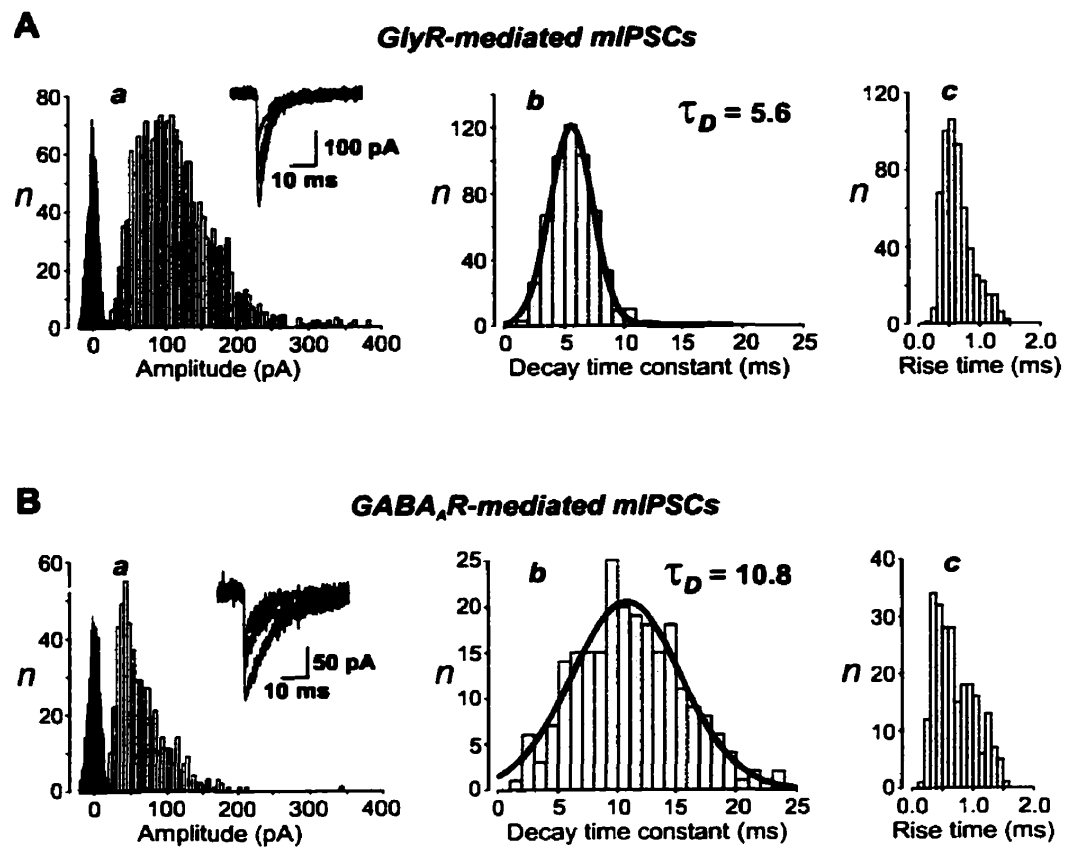 A
GlyR-mediated mIPSCs
a
n
80
60
40
20
0
0 100 200 300 400
Amplitude (pA)
100 pA
10 ms
b
τD = 5.6
n
120
80
40
0
0 5 10 15 20 25
Decay time constant (ms)
c
n
120
80
40
0
0.0 1.0 2.0
Rise time (ms)
B
GABAAR-mediated mIPSCs
a
n
60
40
20
0
0 100 200 300 400
Amplitude (pA)
50 pA
10 ms
b
τD = 10.8
n
25
20
15
10
5
0
0 5 10 15 20 25
Decay time constant (ms)
c
n
40
30
20
10
0
0.0 1.0 2.0
Rise time (ms)